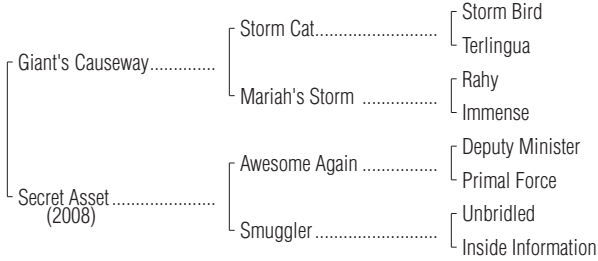 Storm Bird
Storm Cat
Terlingua
Giant's Causeway
Rahy
Mariah's Storm
Immense
Deputy Minister
Awesome Again
Primal Force
Secret Asset
(2008)
Unbridled
Smuggler
Inside Information